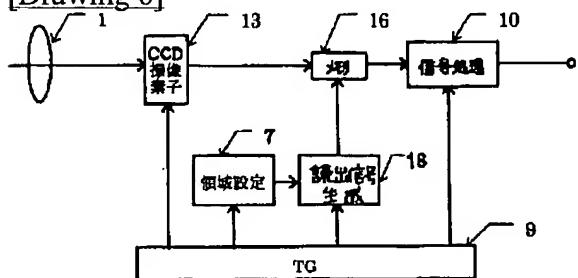 [Drawing 6]
1
13
16
10
CCD
撮像
素子
メモリ
信号処理
7
18
領域設定
読出信号
生成
9
TG